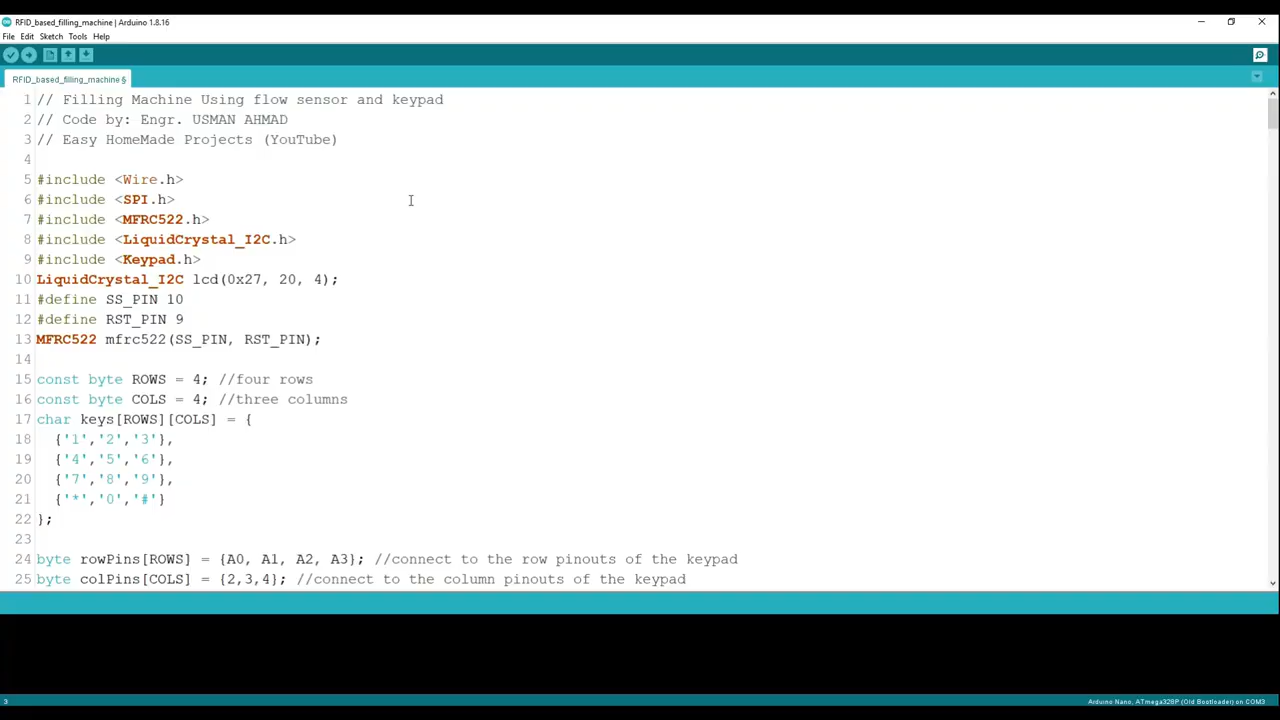 RFID_based_filling_machine | Arduino 1.8.16
File Edit Sketch Tools Help
RFID_based_filling_machine §
1 // Filling Machine Using flow sensor and keypad
2 // Code by: Engr. USMAN AHMAD
3 // Easy HomeMade Projects (YouTube)
4
5 #include <Wire.h>
6 #include <SPI.h>
7 #include <MFRC522.h>
8 #include <LiquidCrystal_I2C.h>
9 #include <Keypad.h>
10 LiquidCrystal_I2C lcd(0x27, 20, 4);
11 #define SS_PIN 10
12 #define RST_PIN 9
13 MFRC522 mfrc522(SS_PIN, RST_PIN);
14
15 const byte ROWS = 4; //four rows
16 const byte COLS = 4; //three columns
17 char keys[ROWS][COLS] = {
18 {'1','2','3'},
19 {'4','5','6'},
20 {'7','8','9'},
21 {'*','0','#'}
22 };
23
24 byte rowPins[ROWS] = {A0, A1, A2, A3}; //connect to the row pinouts of the keypad
25 byte colPins[COLS] = {2,3,4}; //connect to the column pinouts of the keypad
3
Arduino Nano, ATmega328P (Old Bootloader) on COM3